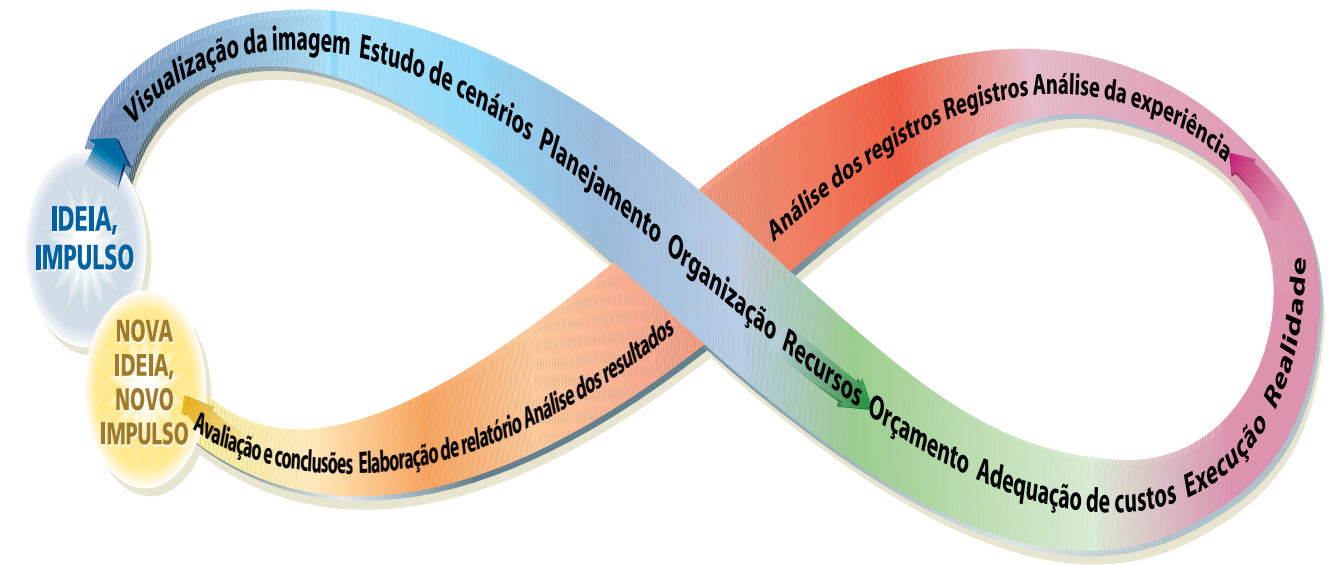 IDEIA,
IMPULSO
Visualização da imagem
Estudo de cenários
Planejamento
Organização
Recursos
Orçamento
Adequação de custos
Execução
Realidade
Análise da experiência
Registros
Análise dos registros
Análise dos resultados
Elaboração de relatório
Avaliação e conclusões
NOVA
IDEIA,
NOVO
IMPULSO